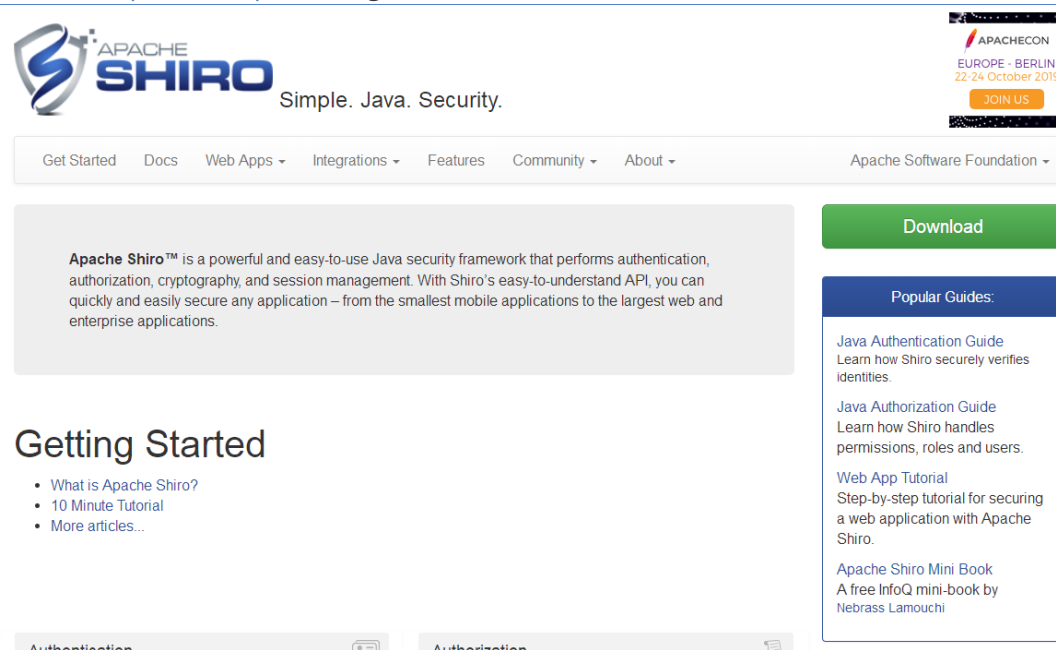 APACHE
SHIRO
Simple. Java. Security.
APACHECON
EUROPE - BERLIN
22-24 October 2019
JOIN US
Get Started Docs Web Apps Integrations Features Community About Apache Software Foundation
Apache Shiro™ is a powerful and easy-to-use Java security framework that performs authentication,
authorization, cryptography, and session management. With Shiro’s easy-to-understand API, you can
quickly and easily secure any application – from the smallest mobile applications to the largest web and
enterprise applications.
Getting Started
• What is Apache Shiro?
• 10 Minute Tutorial
• More articles...
Download
Popular Guides:
Java Authentication Guide
Learn how Shiro securely verifies
identities.
Java Authorization Guide
Learn how Shiro handles
permissions, roles and users.
Web App Tutorial
Step-by-step tutorial for securing
a web application with Apache
Shiro.
Apache Shiro Mini Book
A free InfoQ mini-book by
Nebrass Lamouchi
Authentication
Authorization